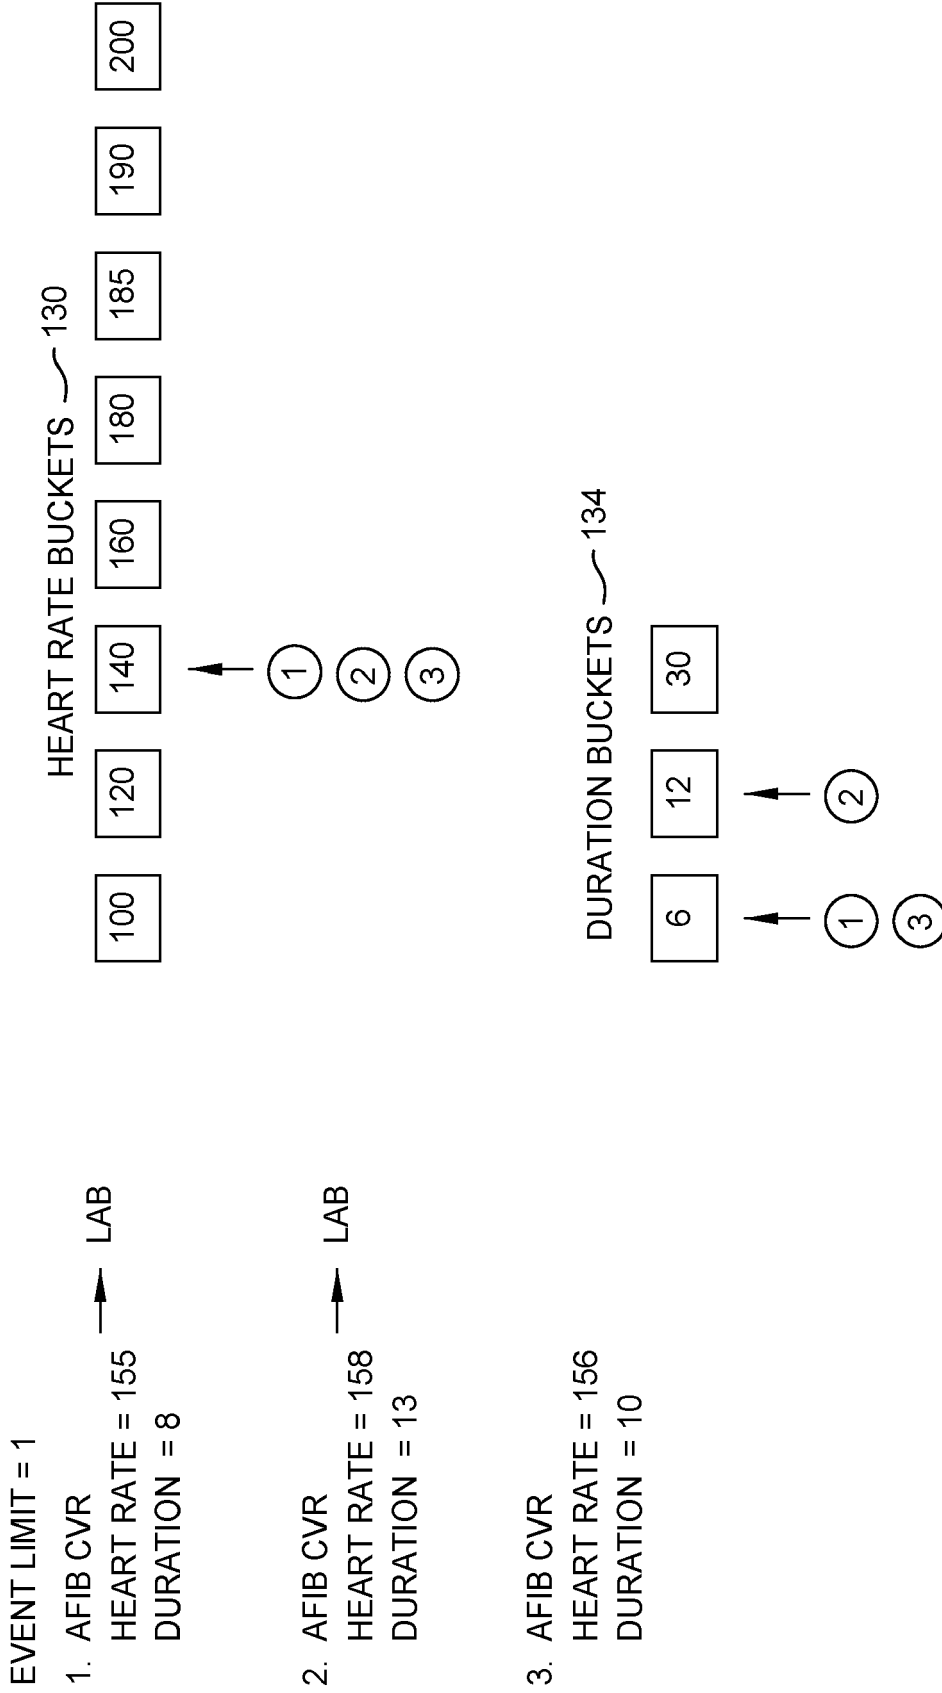 EVENT LIMIT = 1
1. AFIB CVR
HEART RATE = 155
DURATION = 8
LAB
2. AFIB CVR
HEART RATE = 158
DURATION = 13
LAB
3. AFIB CVR
HEART RATE = 156
DURATION = 10
HEART RATE BUCKETS 130
100 120 140 160 180 185 190 200
1
2
3
DURATION BUCKETS 134
6 12 30
1 2
3